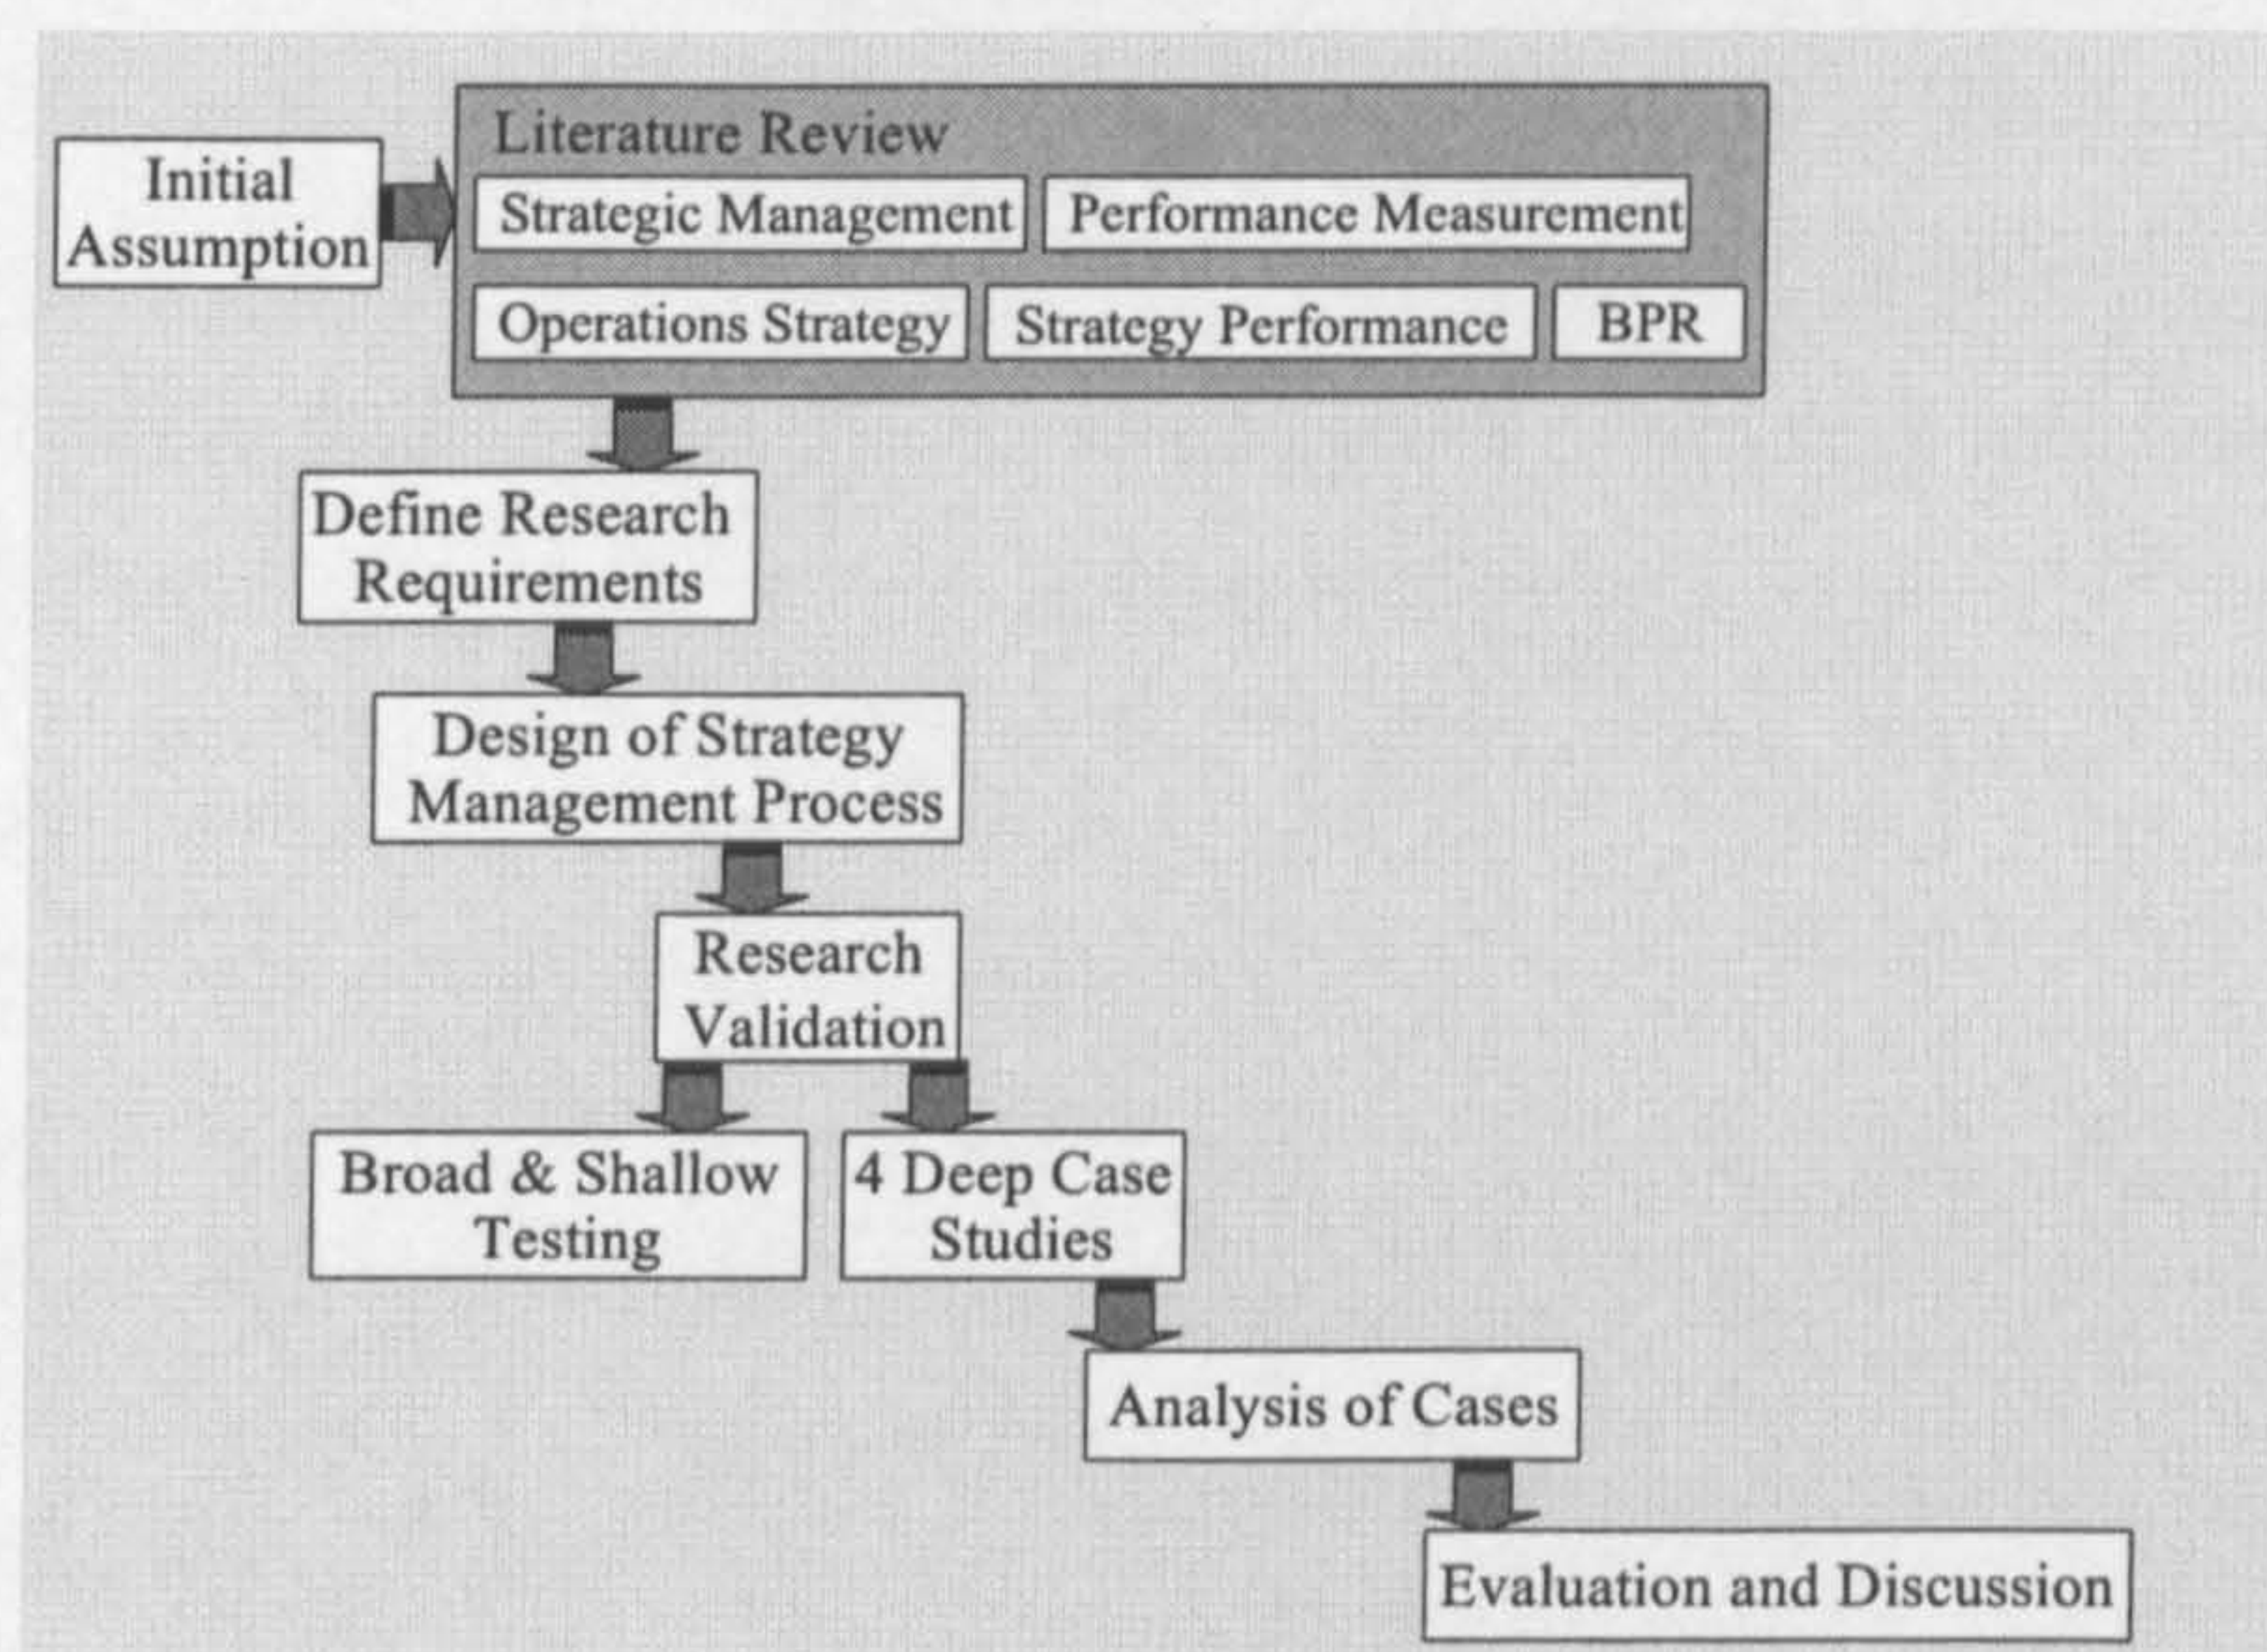 Literature Review
Initial
Assumption
Strategic Management
Performance Measurement
Operations Strategy
Strategy Performance
BPR
Define Research
Requirements
Design of Strategy
Management Process
Research
Validation
Broad & Shallow
Testing
4 Deep Case
Studies
Analysis of Cases
Evaluation and Discussion